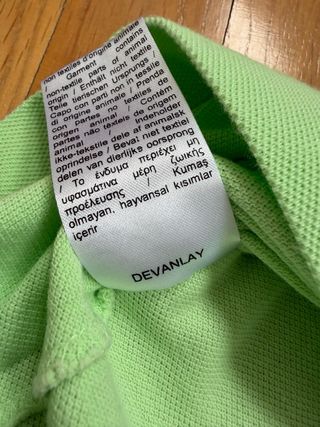 non textiles d'origine animale
/ Garment contains
non-textile parts of animal
origin / Enthält nicht textile
Teile tierischen Ursprungs /
Capo con parti non in tessile
di origine animale / Prenda
con partes no textiles de
origen animal / Contém
partes não têxteis de origem
animal / Indeholder
ikke tekstile dele af animalsk
oprindelse / Bevat niet textiel
delen van dierlijke oorsprong
/ Το ένδυμα περιέχει μη
υφασμάτινα μέρη ζωικής
προέλευσης / Kumaş
olmayan, hayvansal kısımlar
içerir
DEVANLAY